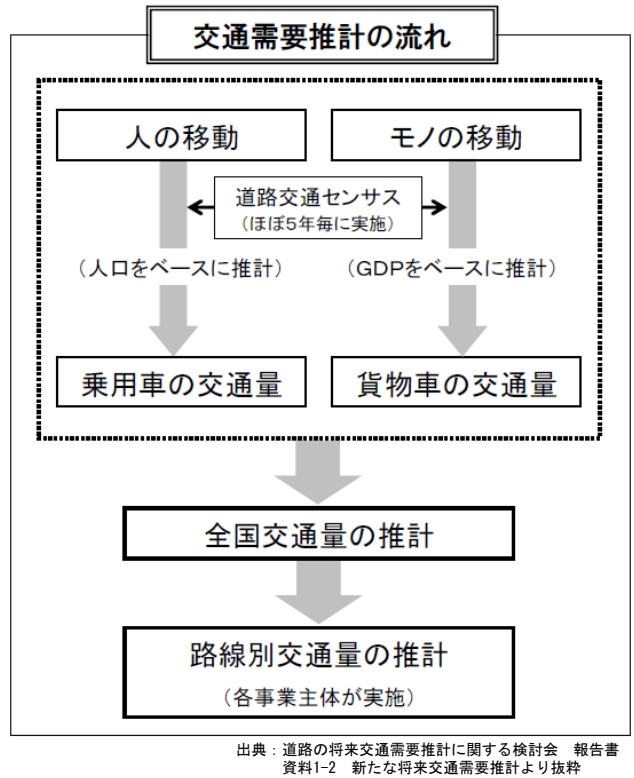 交通需要推計の流れ
人の移動
モノの移動
道路交通センサス
（ほぼ5年毎に実施）
（人口をベースに推計）
（GDPをベースに推計）
乗用車の交通量
貨物車の交通量
全国交通量の推計
路線別交通量の推計
（各事業主体が実施）
出典：道路の将来交通需要推計に関する検討会　報告書
資料1-2　新たな将来交通需要推計より抜粋